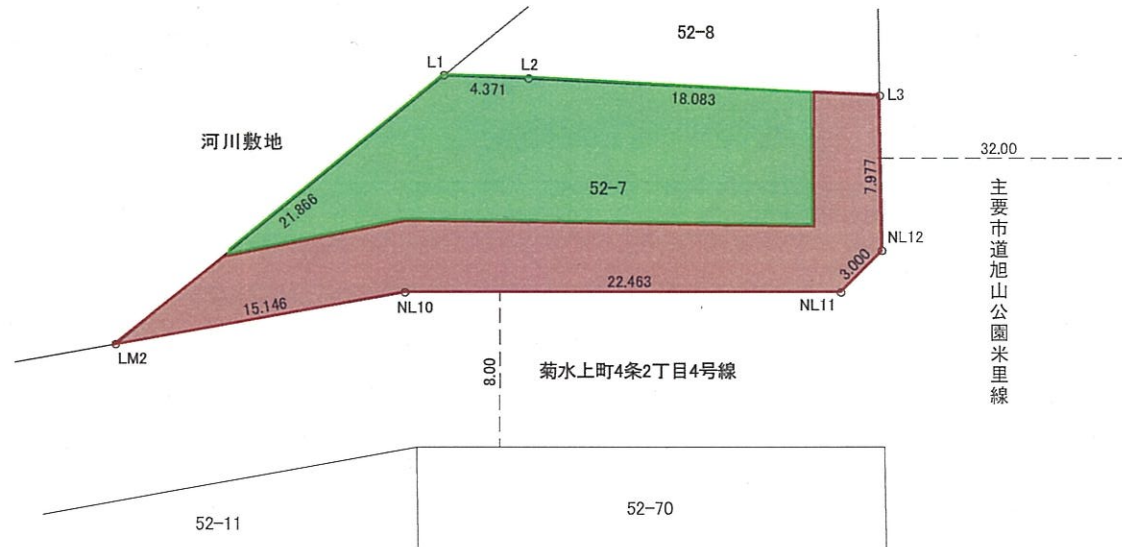 52-8
L1
L2
4.371
18.083
L3
河川敷地
32.00
7.977
52-7
21.866
主要市道旭山公園米里線
NL12
3.000
22.463
15.146
NL10
NL11
LM2
8.00
菊水上町4条2丁目4号線
52-11
52-70